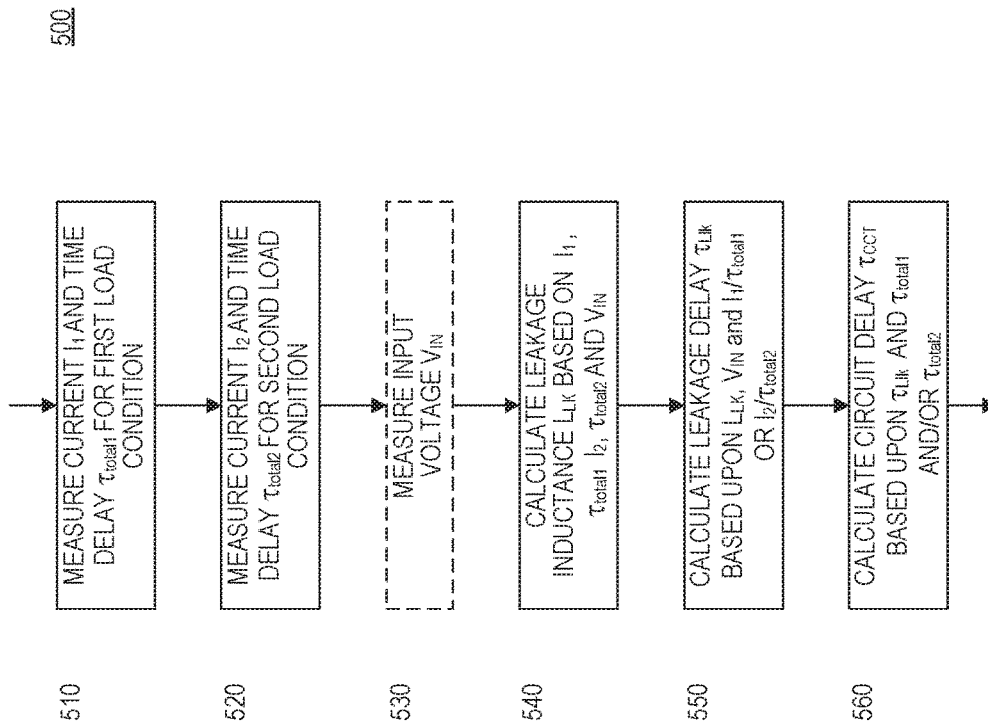 500
510
MEASURE CURRENT I1 AND TIME
DELAY τtotal1 FOR FIRST LOAD
CONDITION
520
MEASURE CURRENT I2 AND TIME
DELAY τtotal2 FOR SECOND LOAD
CONDITION
530
MEASURE INPUT
VOLTAGE VIN
540
CALCULATE LEAKAGE
INDUCTANCE LLK BASED ON I1,
τtotal1 I2, τtotal2 AND VIN
550
CALCULATE LEAKAGE DELAY τLlk
BASED UPON LLK, VIN and I1/τtotal1
OR I2/τtotal2
560
CALCULATE CIRCUIT DELAY τCCT
BASED UPON τLlk AND τtotal1
AND/OR τtotal2